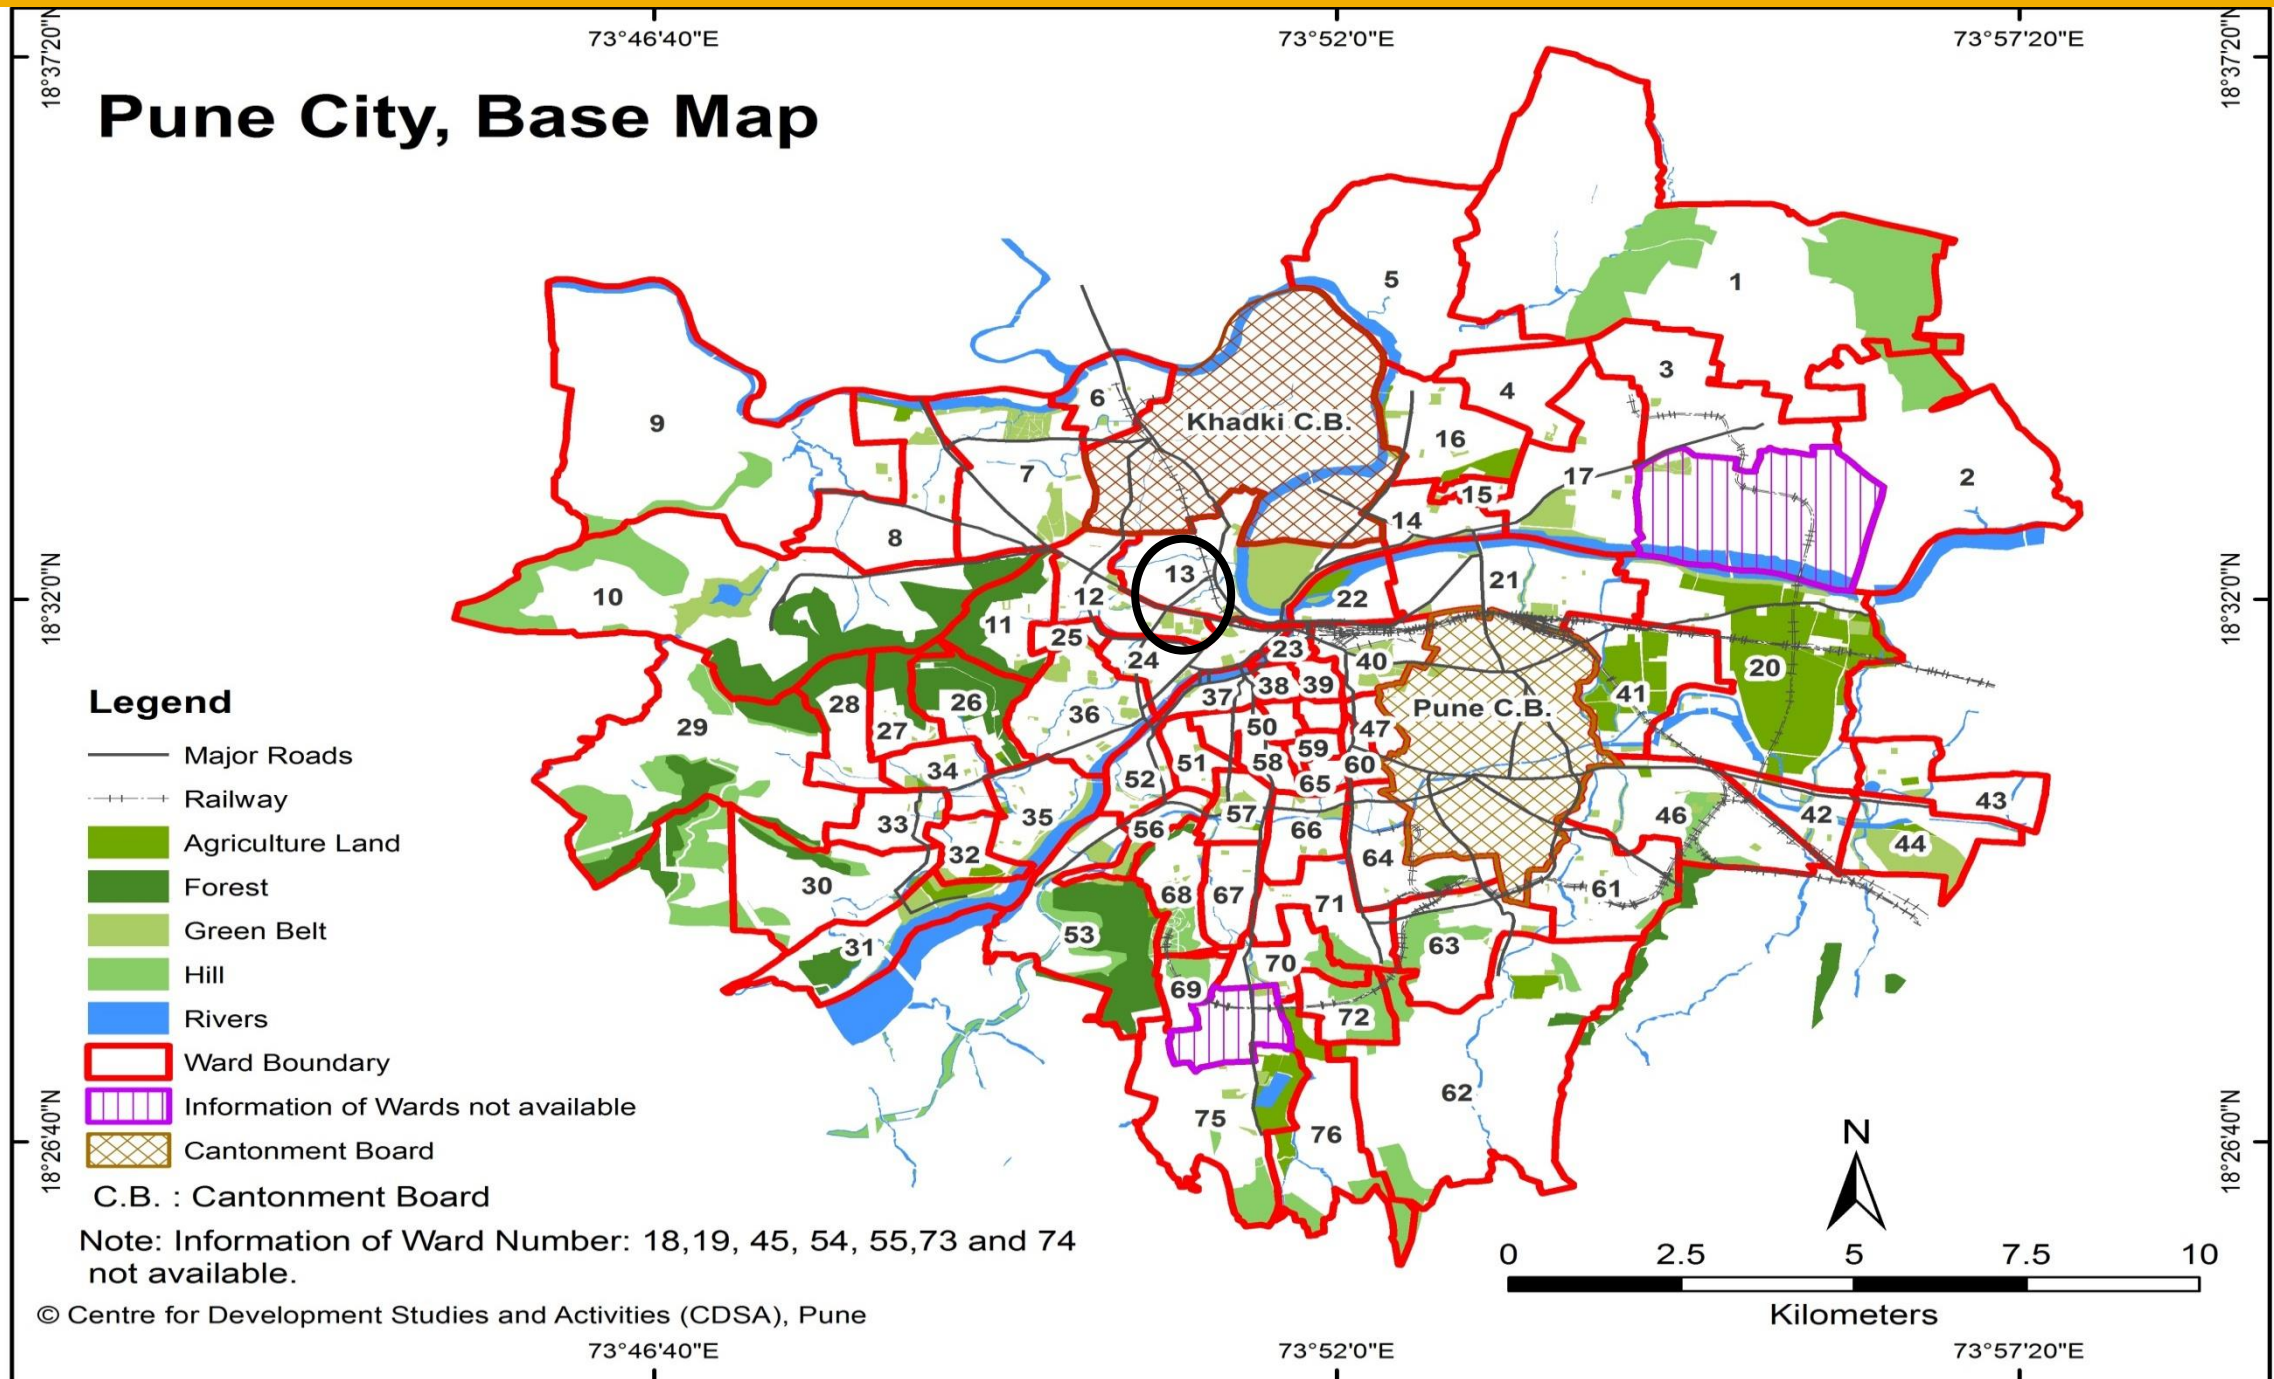 73°46'40"E
73°52'0"E
73°57'20"E
18°37'20"N
18°37'20"N
Pune City, Base Map
5
1
3
4
6
9
Khadki C.B.
16
7
17
2
15
14
8
13
21
10
12
22
11
25
23
24
40
20
38
39
41
37
26
28
36
Pune C.B.
29
27
50
47
59
51
58
60
34
52
65
43
35
57
46
42
33
56
66
44
32
64
30
61
68
67
71
53
63
31
70
69
72
62
75
76
18°32'0"N
18°32'0"N
Legend
Major Roads
Railway
Agriculture Land
Forest
Green Belt
Hill
Rivers
Ward Boundary
Information of Wards not available
Cantonment Board
C.B. : Cantonment Board
Note: Information of Ward Number: 18,19, 45, 54, 55,73 and 74
not available.
© Centre for Development Studies and Activities (CDSA), Pune
18°26'40"N
18°26'40"N
N
0 2.5 5 7.5 10
Kilometers
73°46'40"E
73°52'0"E
73°57'20"E